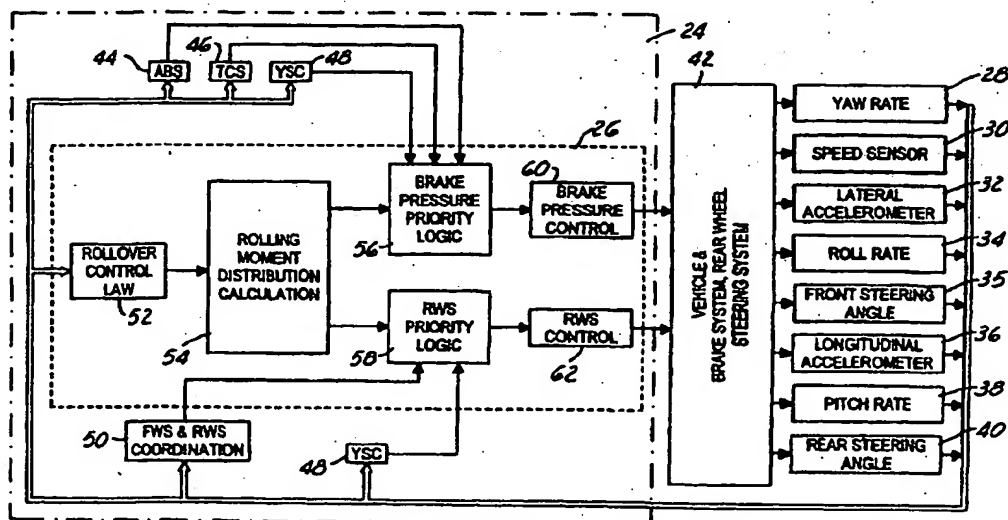 24
44
ABS
46
TCS
YSC
48
42
26
BRAKE
PRESSURE
PRIORITY
LOGIC
56
60
BRAKE
PRESSURE
CONTROL
ROLLOVER
CONTROL
LAW
52
ROLLING
MOMENT
DISTRIBUTION
CALCULATION
54
RWS
PRIORITY
LOGIC
58
RWS
CONTROL
62
50
FWS & RWS
COORDINATION
48
YSC
VEHICLE &
BRAKE SYSTEM, REAR WHEEL
STEERING SYSTEM
YAW RATE
28
SPEED SENSOR
30
LATERAL
ACCELEROMETER
32
ROLL RATE
34
FRONT STEERING
ANGLE
35
LONGITUDINAL
ACCELEROMETER
36
PITCH RATE
38
REAR STEERING
ANGLE
40